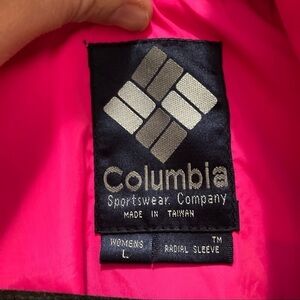 Columbia
Sportswear Company
MADE IN TAIWAN
WOMENS
L
TM
RADIAL SLEEVE